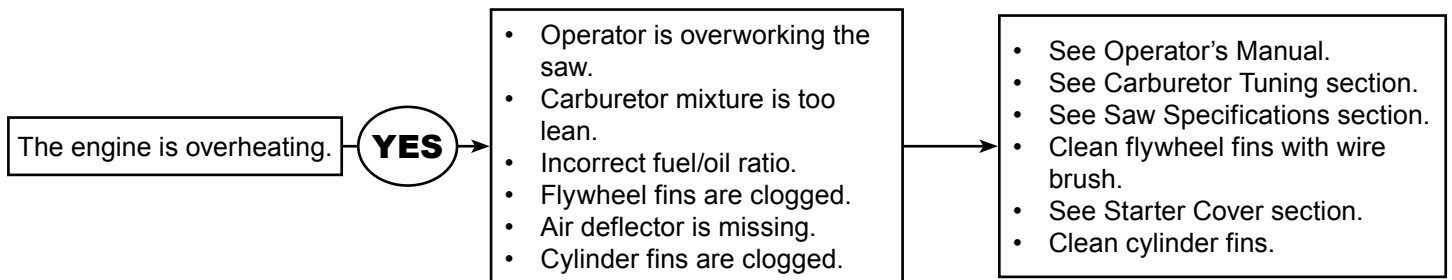 The engine is overheating.
YES
• Operator is overworking the
saw.
• Carburetor mixture is too
lean.
• Incorrect fuel/oil ratio.
• Flywheel fins are clogged.
• Air deflector is missing.
• Cylinder fins are clogged.
• See Operator’s Manual.
• See Carburetor Tuning section.
• See Saw Specifications section.
• Clean flywheel fins with wire
brush.
• See Starter Cover section.
• Clean cylinder fins.